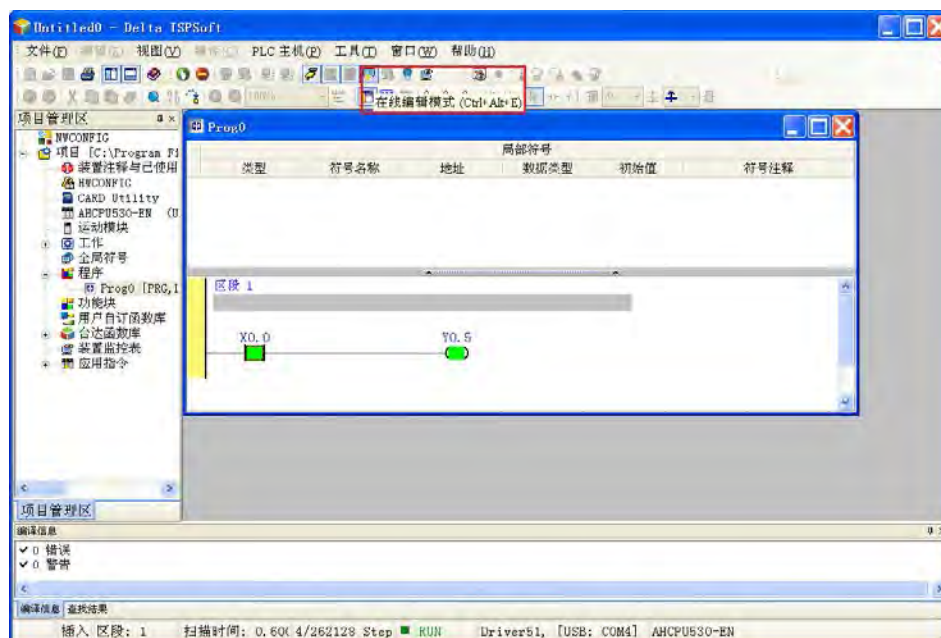 Untitled0 - Delta ISPSoft
文件(F) 视图(V) PLC 主机(P) 工具(T) 窗口(W) 帮助(H)
在线编辑模式 (Ctrl+Alt+E)
项目管理区
NWCONFIG
项目 [C:\Program Fi
装置注释与已使用
HWCONFIG
CARD Utility
AHCPU530-EN (U
运动模块
工作
全局符号
程序
Prog0 [PRG,1
功能块
用户自订函数库
台达函数库
装置监控表
应用指令
项目管理区
Prog0
局部符号
类型 符号名称 地址 数据类型 初始值 符号注释
区段 1
X0.0 Y0.5
编译信息
0 错误
0 警告
编译信息 查找结果
插入 区段: 1 扫描时间: 0.600 4/262128 Step RUN Driver51, [USB: COM4] AHCPU530-EN